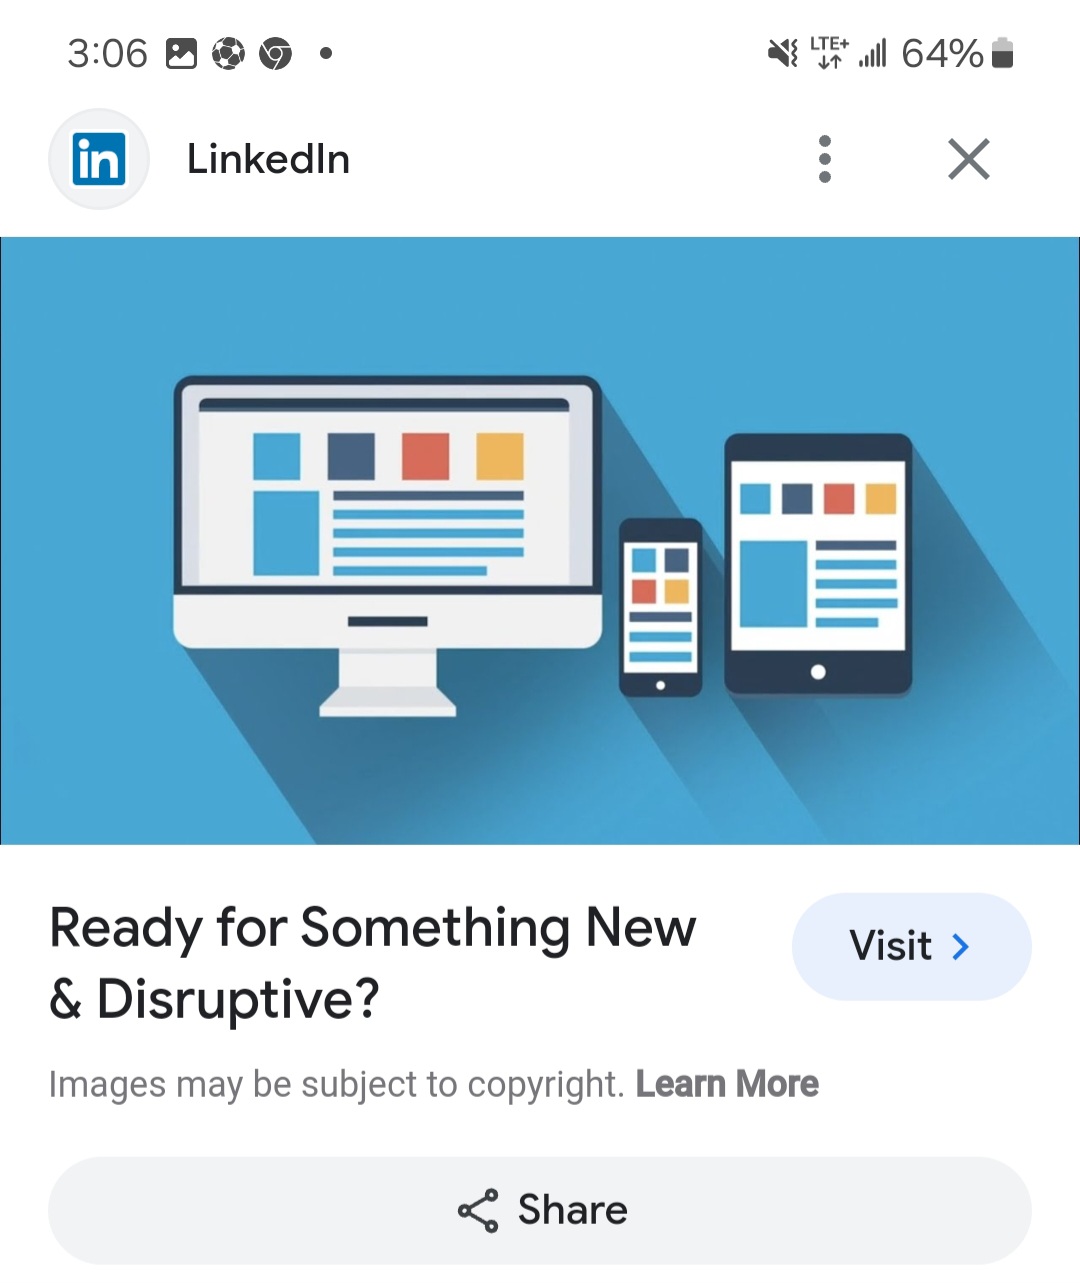 3:06 LTE+ 64%
in LinkedIn
Ready for Something New
& Disruptive?
Visit
Images may be subject to copyright. Learn More
Share